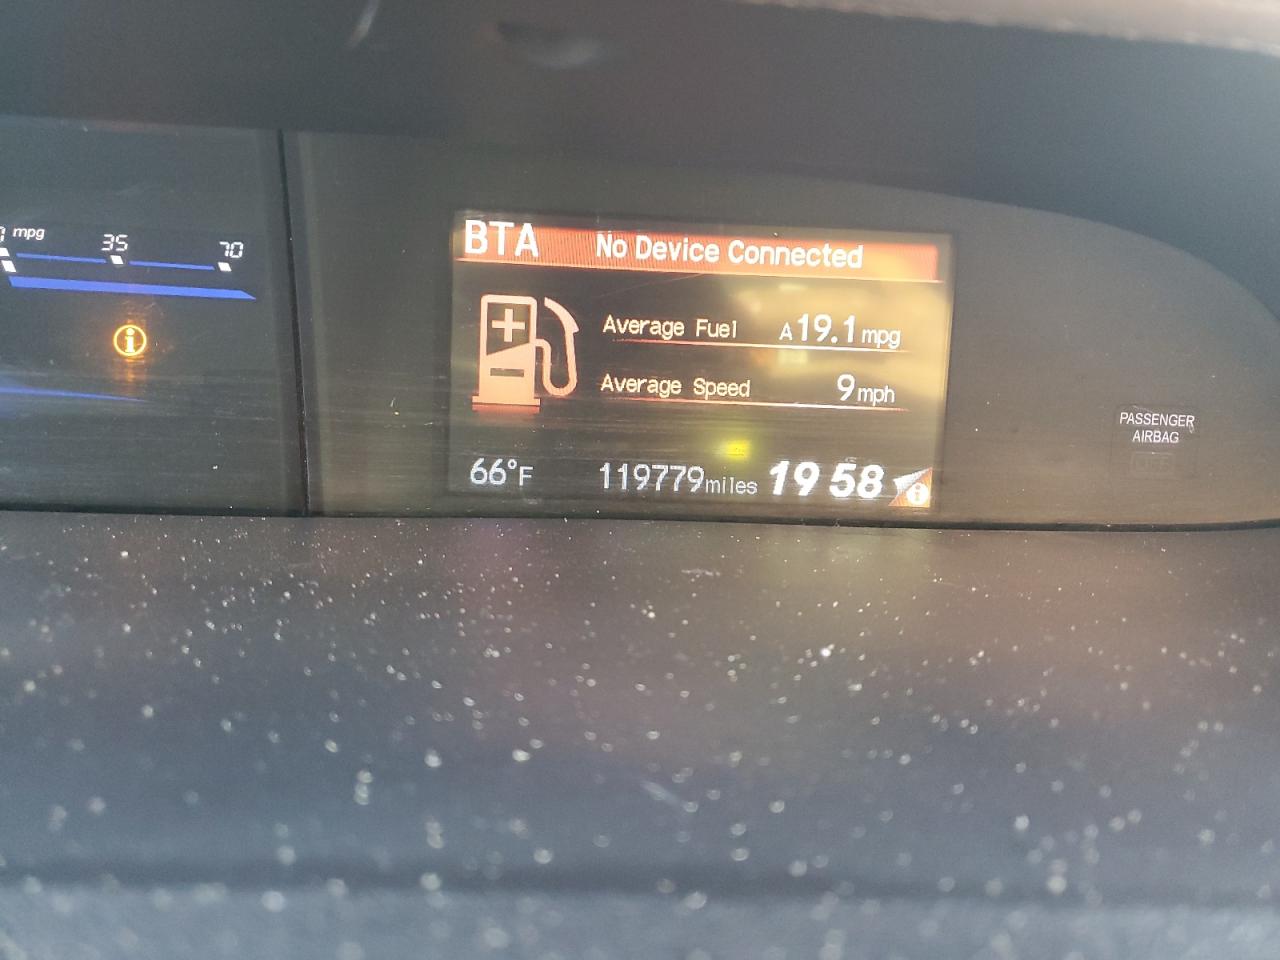 mpg 35 70
BTA No Device Connected
Average Fuel A19.1mpg
Average Speed 9mph
66°F 119779miles 19 58
PASSENGER
AIRBAG